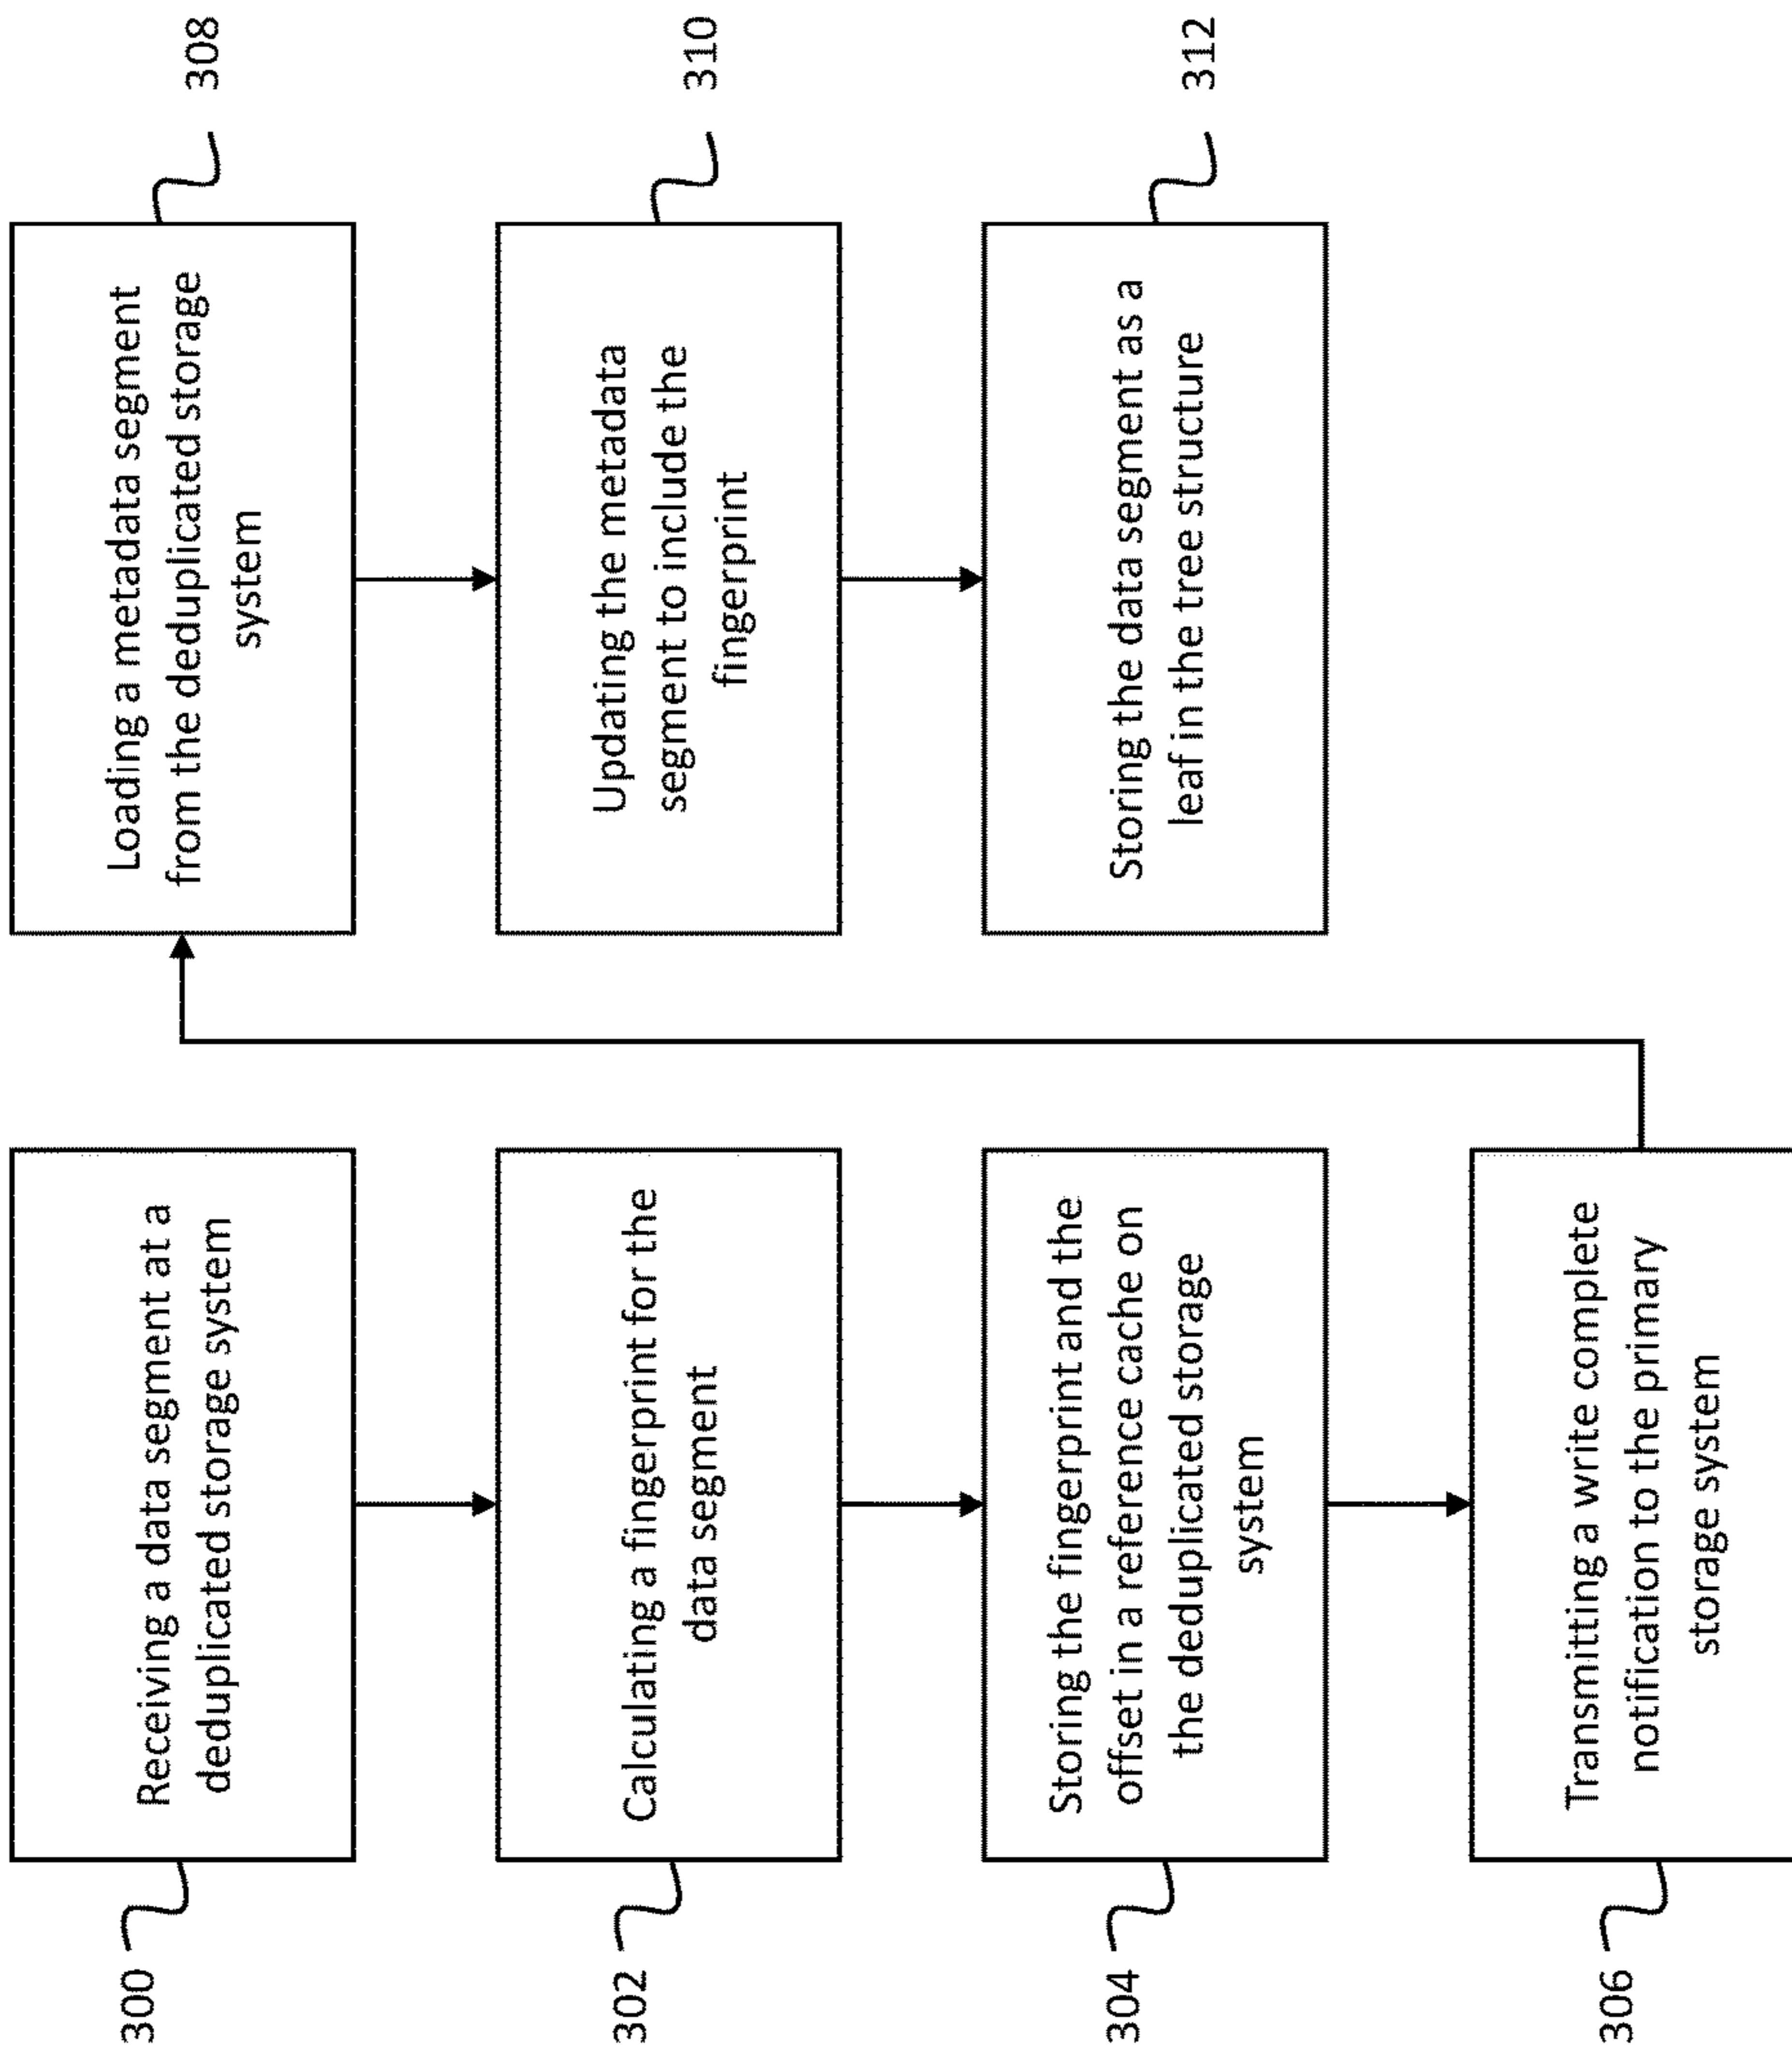 300
Receiving a data segment at a
deduplicated storage system
302
Calculating a fingerprint for the
data segment
304
Storing the fingerprint and the
offset in a reference cache on
the deduplicated storage
system
306
Transmitting a write complete
notification to the primary
storage system
Loading a metadata segment
from the deduplicated storage
system
308
Updating the metadata
segment to include the
fingerprint
310
Storing the data segment as a
leaf in the tree structure
312